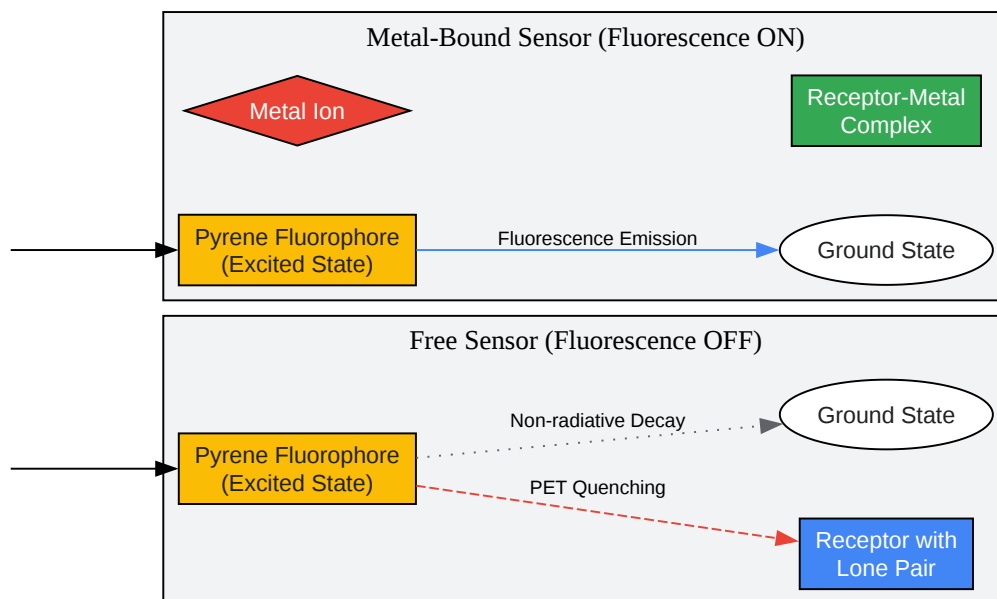 Metal-Bound Sensor (Fluorescence ON)
Metal Ion
Receptor-Metal
Complex
Pyrene Fluorophore
(Excited State)
Fluorescence Emission
Ground State
Free Sensor (Fluorescence OFF)
Ground State
Non-radiative Decay
Pyrene Fluorophore
(Excited State)
PET Quenching
Receptor with
Lone Pair